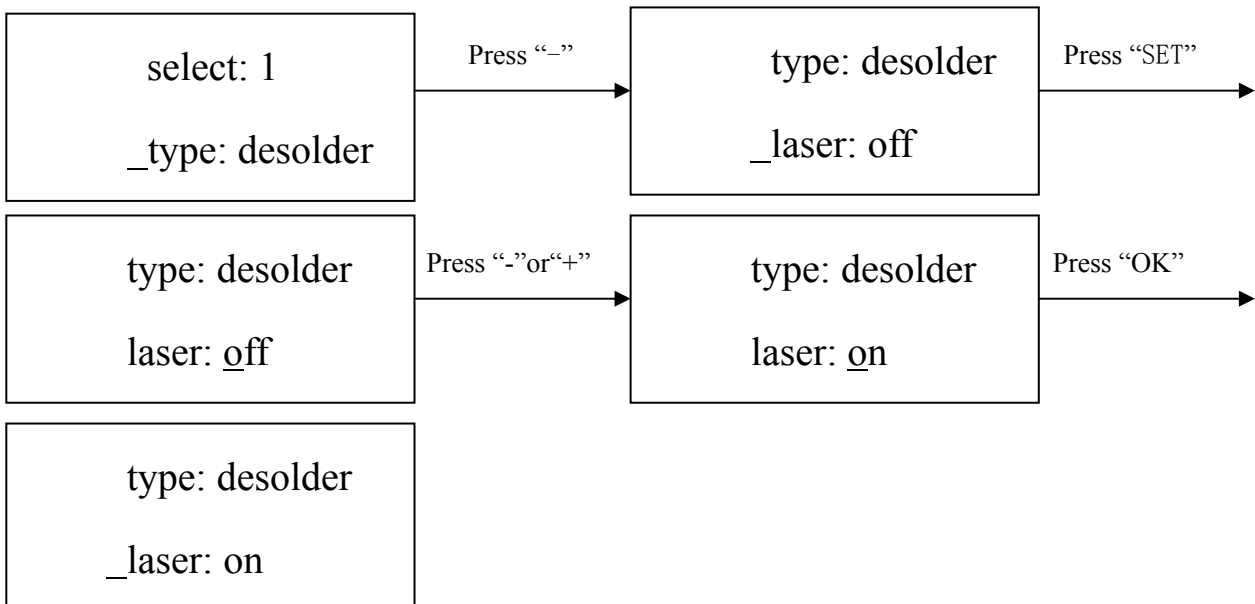 select: 1
_type: desolder
Press “–”
type: desolder
_laser: off
Press “SET”
type: desolder
laser: off
Press “-”or“+”
type: desolder
laser: on
Press “OK”
type: desolder
_laser: on